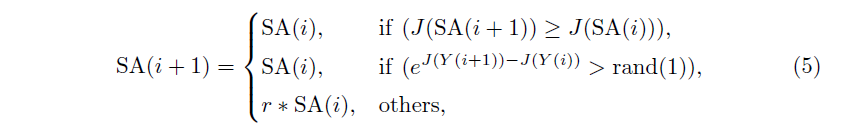 SA(i + 1) = { SA(i), if (J(SA(i + 1)) ≥ J(SA(i))),
SA(i), if (e^{J(Y(i+1))−J(Y(i))} > rand(1)), (5)
r ∗ SA(i), others,